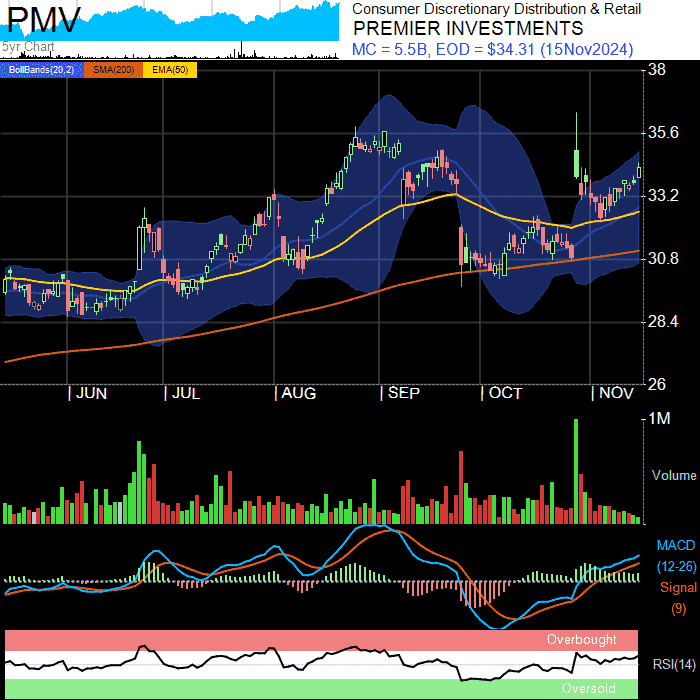 PMV
5yr Chart
Consumer Discretionary Distribution & Retail
PREMIER INVESTMENTS
MC = 5.5B, EOD = $34.31 (15Nov2024)
BollBands(20,2) SMA(200) EMA(50)
38
35.6
33.2
30.8
28.4
26
JUN JUL AUG SEP OCT NOV
1M
Volume
MACD
(12-26)
Signal
(9)
Overbought
RSI(14)
Oversold